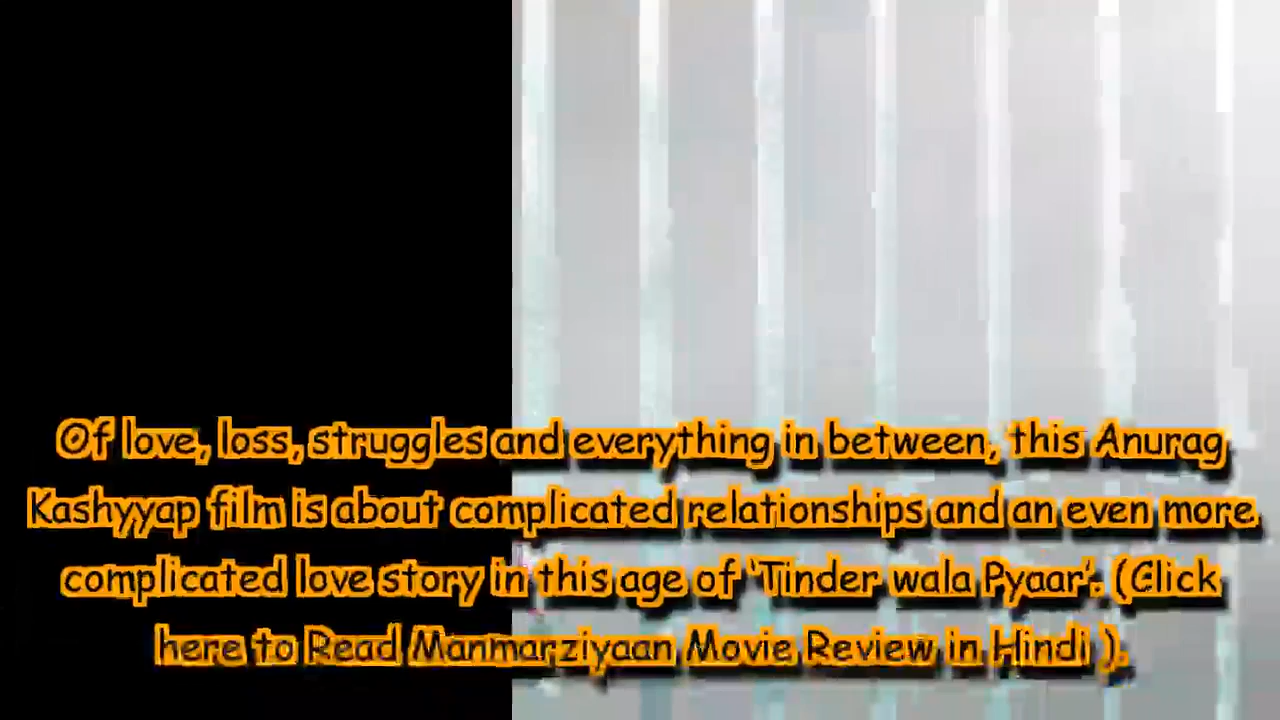 Of love, loss, struggles and everything in between, this Anurag
Kashyyap film is about complicated relationships and an even more
complicated love story in this age of 'Tinder wala Pyaar'. (Click
here to Read Manmarziyaan Movie Review in Hindi ).